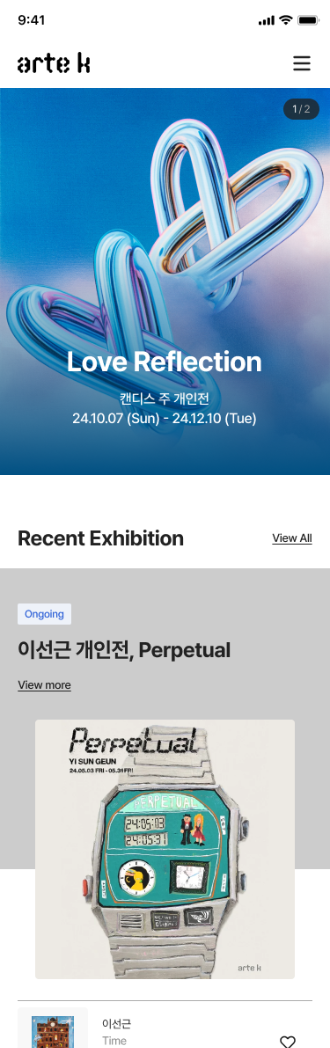 9:41
arte k
1/2
Love Reflection
캔디스 주 개인전
24.10.07 (Sun) - 24.12.10 (Tue)
Recent Exhibition
View All
Ongoing
이선근 개인전, Perpetual
View more
Perpetual
YI SUN GEUN
24.05.03 FRI - 05.31 FRI
PERPETUAL
24:05:03
24:05:31
arte k
이선근
Time